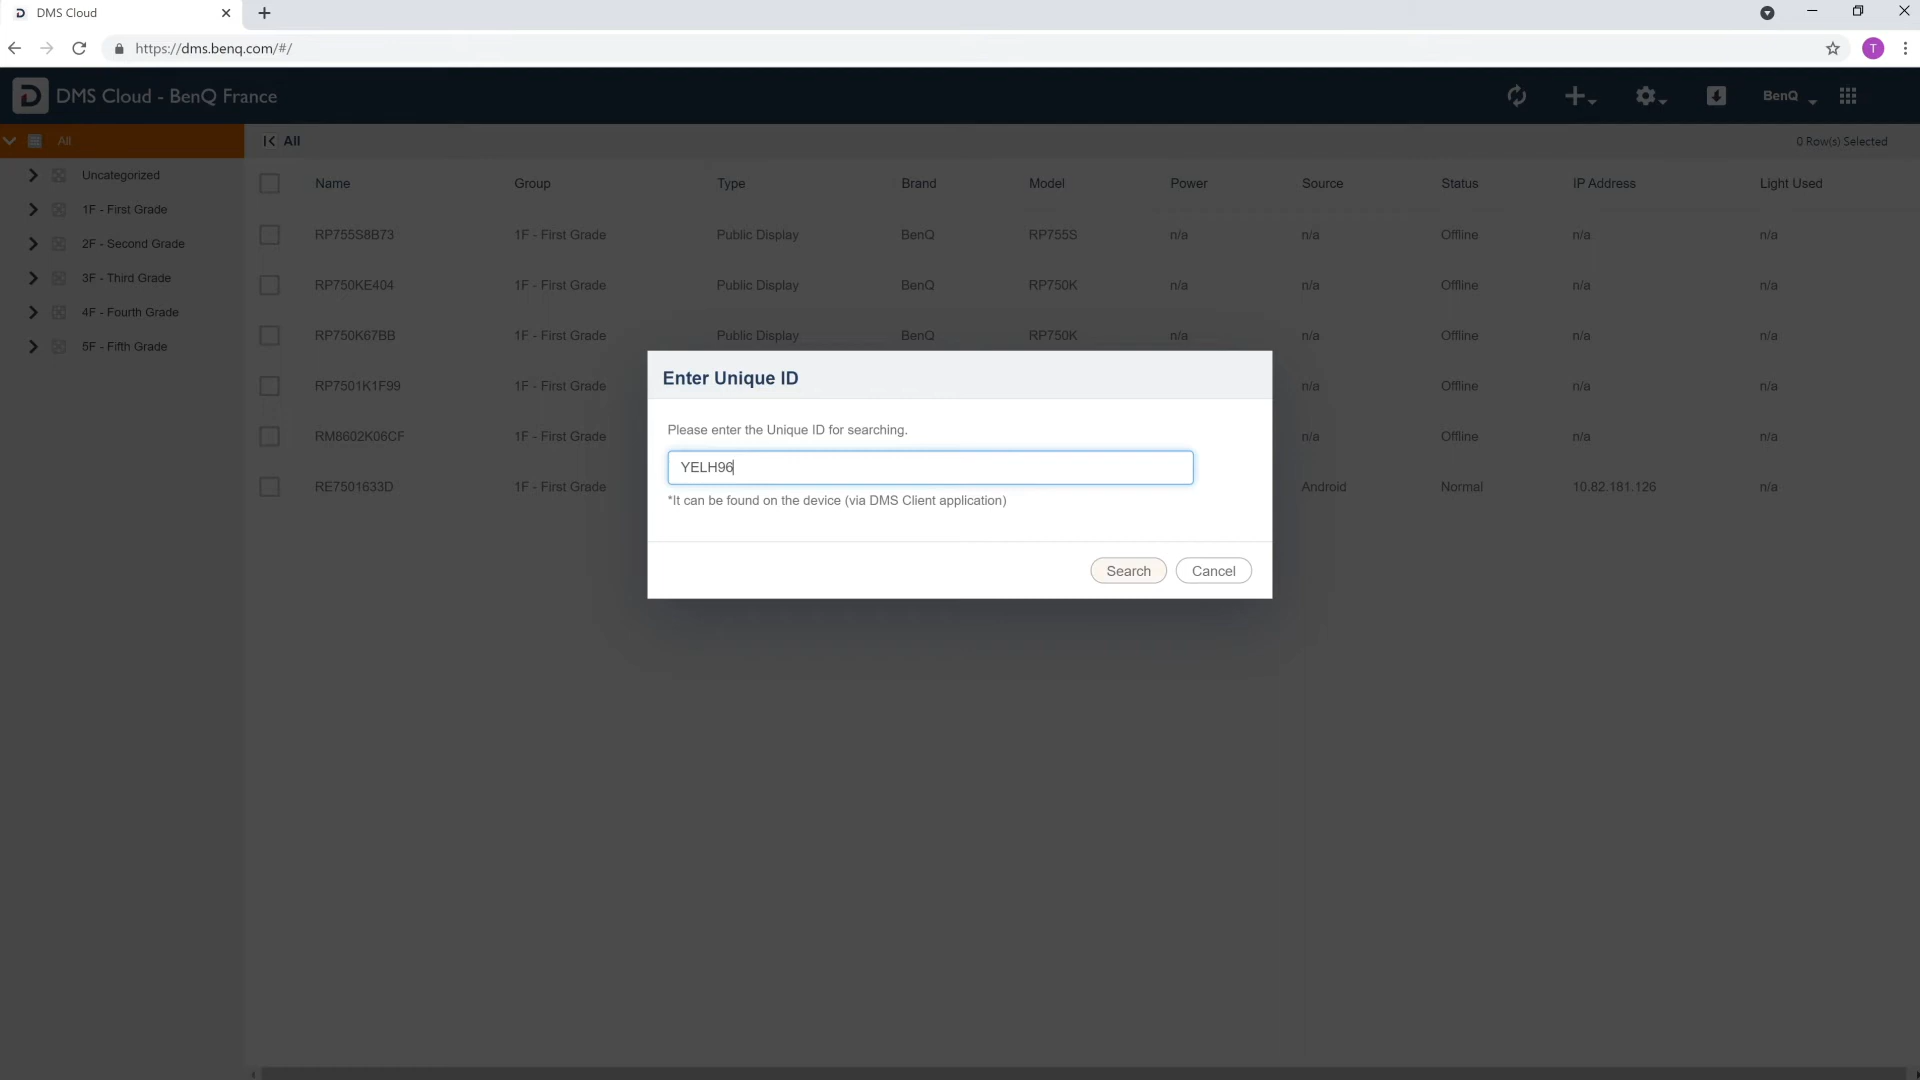 DMS Cloud
https://dms.benq.com/#/
T
D DMS Cloud - BenQ France
BenQ
All
All
0 Row(s) Selected
Uncategorized
1F - First Grade
2F - Second Grade
3F - Third Grade
4F - Fourth Grade
5F - Fifth Grade
Name Group Type Brand Model Power Source Status IP Address Light Used
RP755S8B73 1F - First Grade Public Display BenQ RP755S n/a n/a Offline n/a n/a
RP750KE404 1F - First Grade Public Display BenQ RP750K n/a n/a Offline n/a n/a
RP750K67BB 1F - First Grade Public Display BenQ RP750K n/a n/a Offline n/a n/a
RP7501K1F99 1F - First Grade n/a Offline n/a n/a
RM8602K06CF 1F - First Grade n/a Offline n/a n/a
RE7501633D 1F - First Grade Android Normal 10.82.181.126 n/a
Enter Unique ID
Please enter the Unique ID for searching.
YELH96
*It can be found on the device (via DMS Client application)
Search Cancel